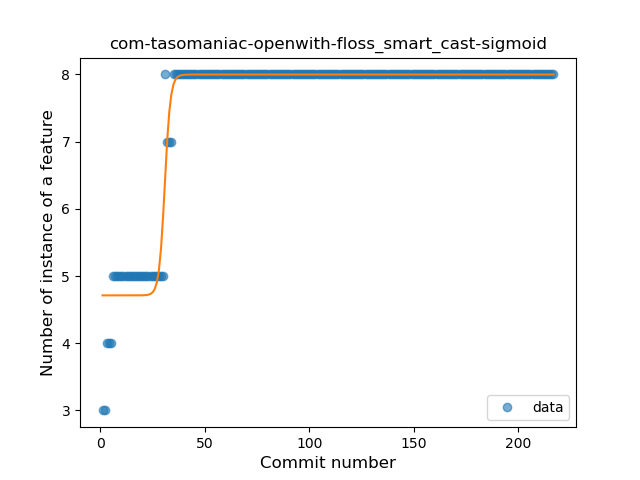 com-tasomaniac-openwith-floss_smart_cast-sigmoid
Number of instance of a feature
8
7
6
5
4
3
0
50
100
150
200
Commit number
data